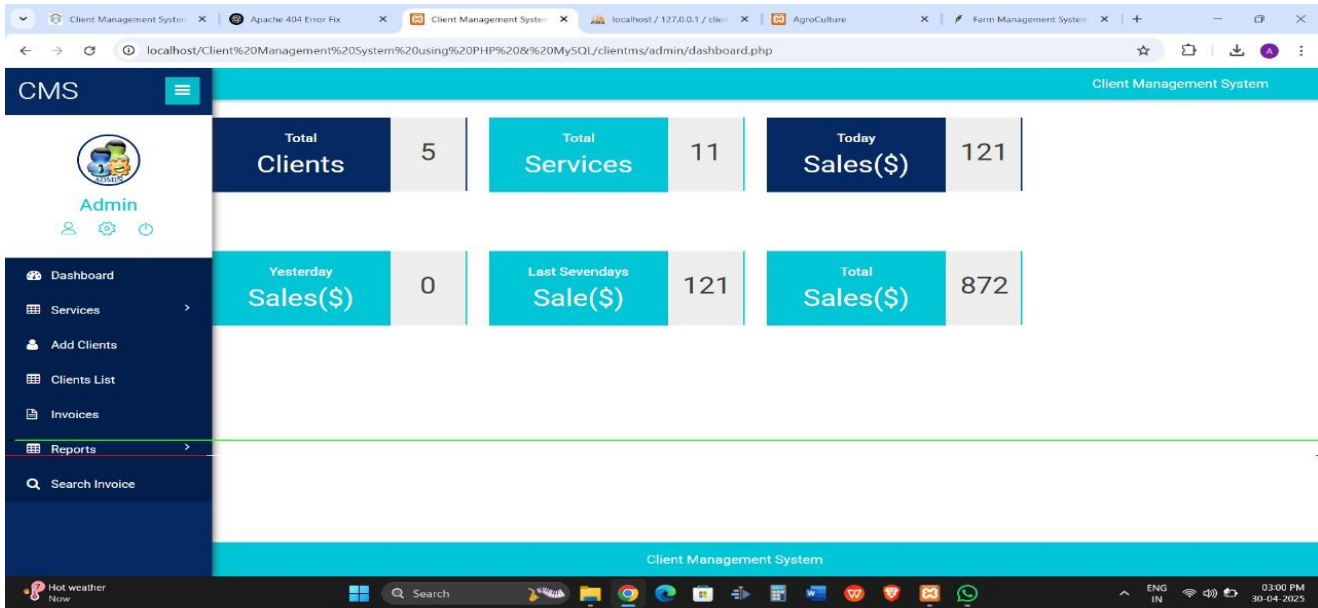 Client Management System
Apache 404 Error Fix
Client Management System
localhost / 127.0.0.1 / clien
AgroCulture
Farm Management System
localhost/Client%20Management%20System%20using%20PHP%20&%20MySQL/clientms/admin/dashboard.php
A
CMS
Client Management System
ADMIN
Admin
Total
Clients
5
Total
Services
11
Today
Sales($)
121
Yesterday
Sales($)
0
Last Sevendays
Sale($)
121
Total
Sales($)
872
Dashboard
Services
Add Clients
Clients List
Invoices
Reports
Search Invoice
Client Management System
7
Hot weather
Now
Search
ENG
IN
03:00 PM
30-04-2025